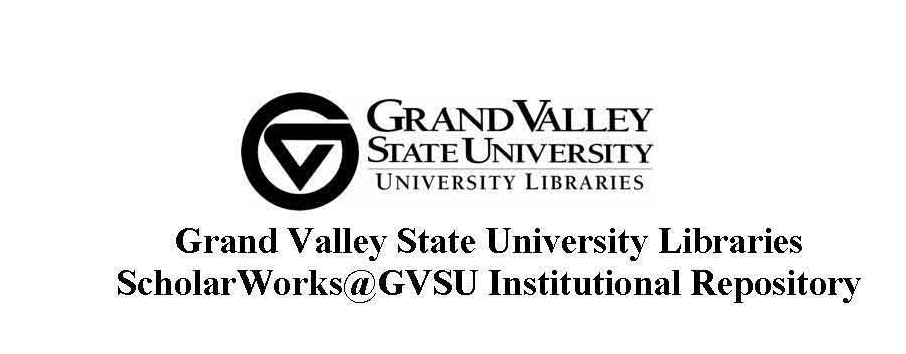 GRAND VALLEY
STATE UNIVERSITY
UNIVERSITY LIBRARIES
Grand Valley State University Libraries
ScholarWorks@GVSU Institutional Repository